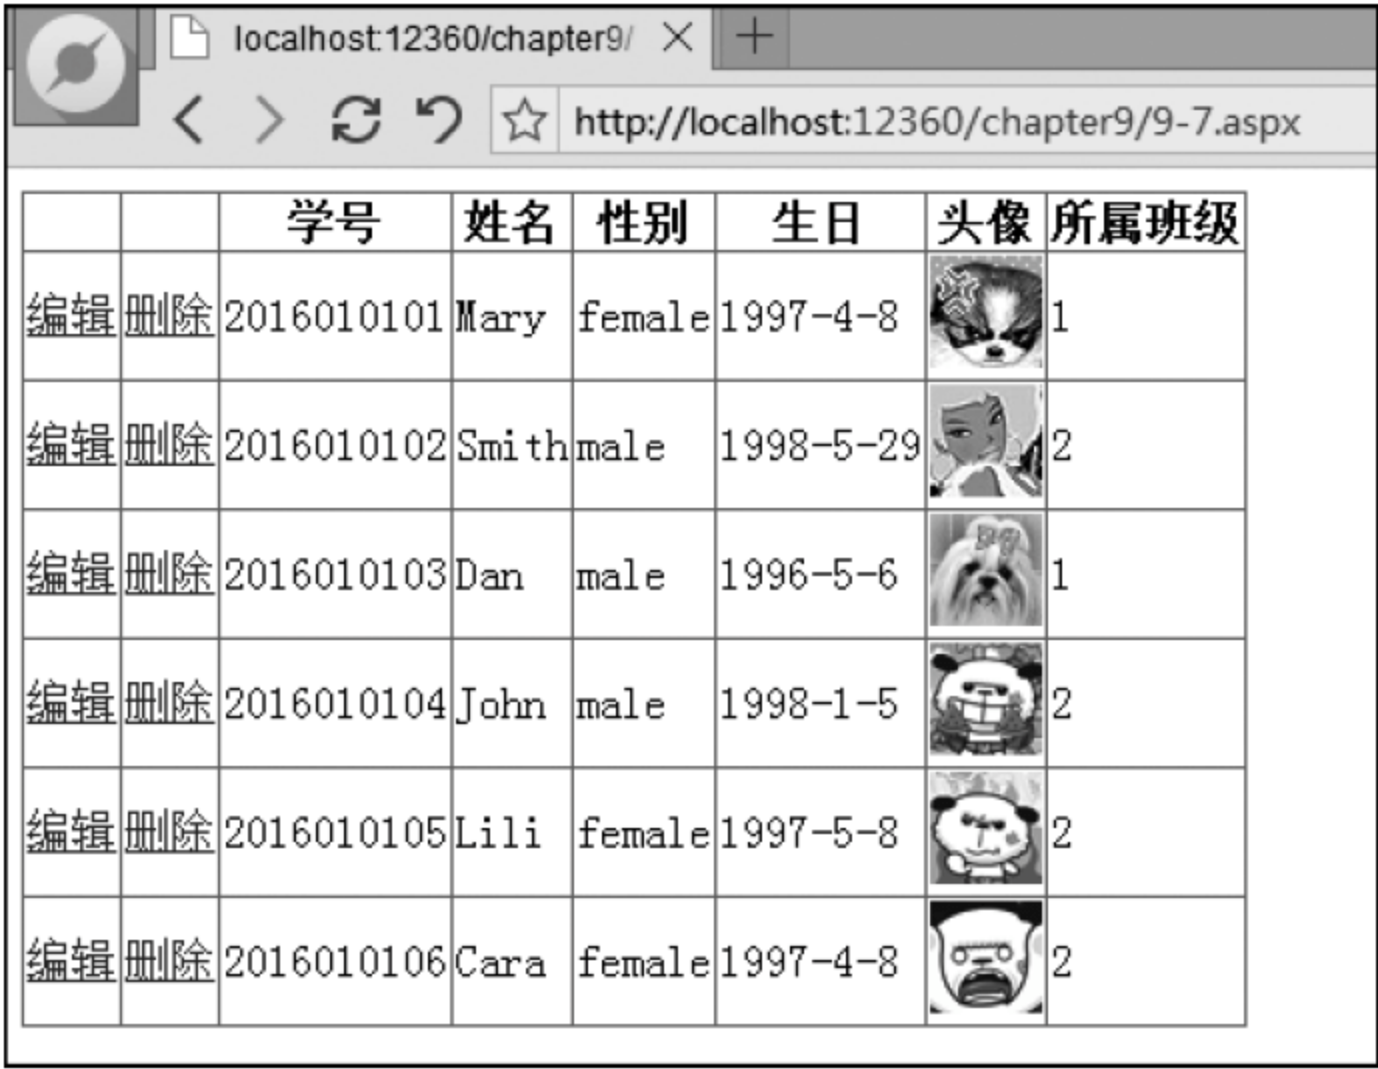 localhost:12360/chapter9/
http://localhost:12360/chapter9/9-7.aspx
学号 姓名 性别 生日 头像 所属班级
编辑 删除 2016010101 Mary female 1997-4-8 1
编辑 删除 2016010102 Smith male 1998-5-29 2
编辑 删除 2016010103 Dan male 1996-5-6 1
编辑 删除 2016010104 John male 1998-1-5 2
编辑 删除 2016010105 Lili female 1997-5-8 2
编辑 删除 2016010106 Cara female 1997-4-8 2